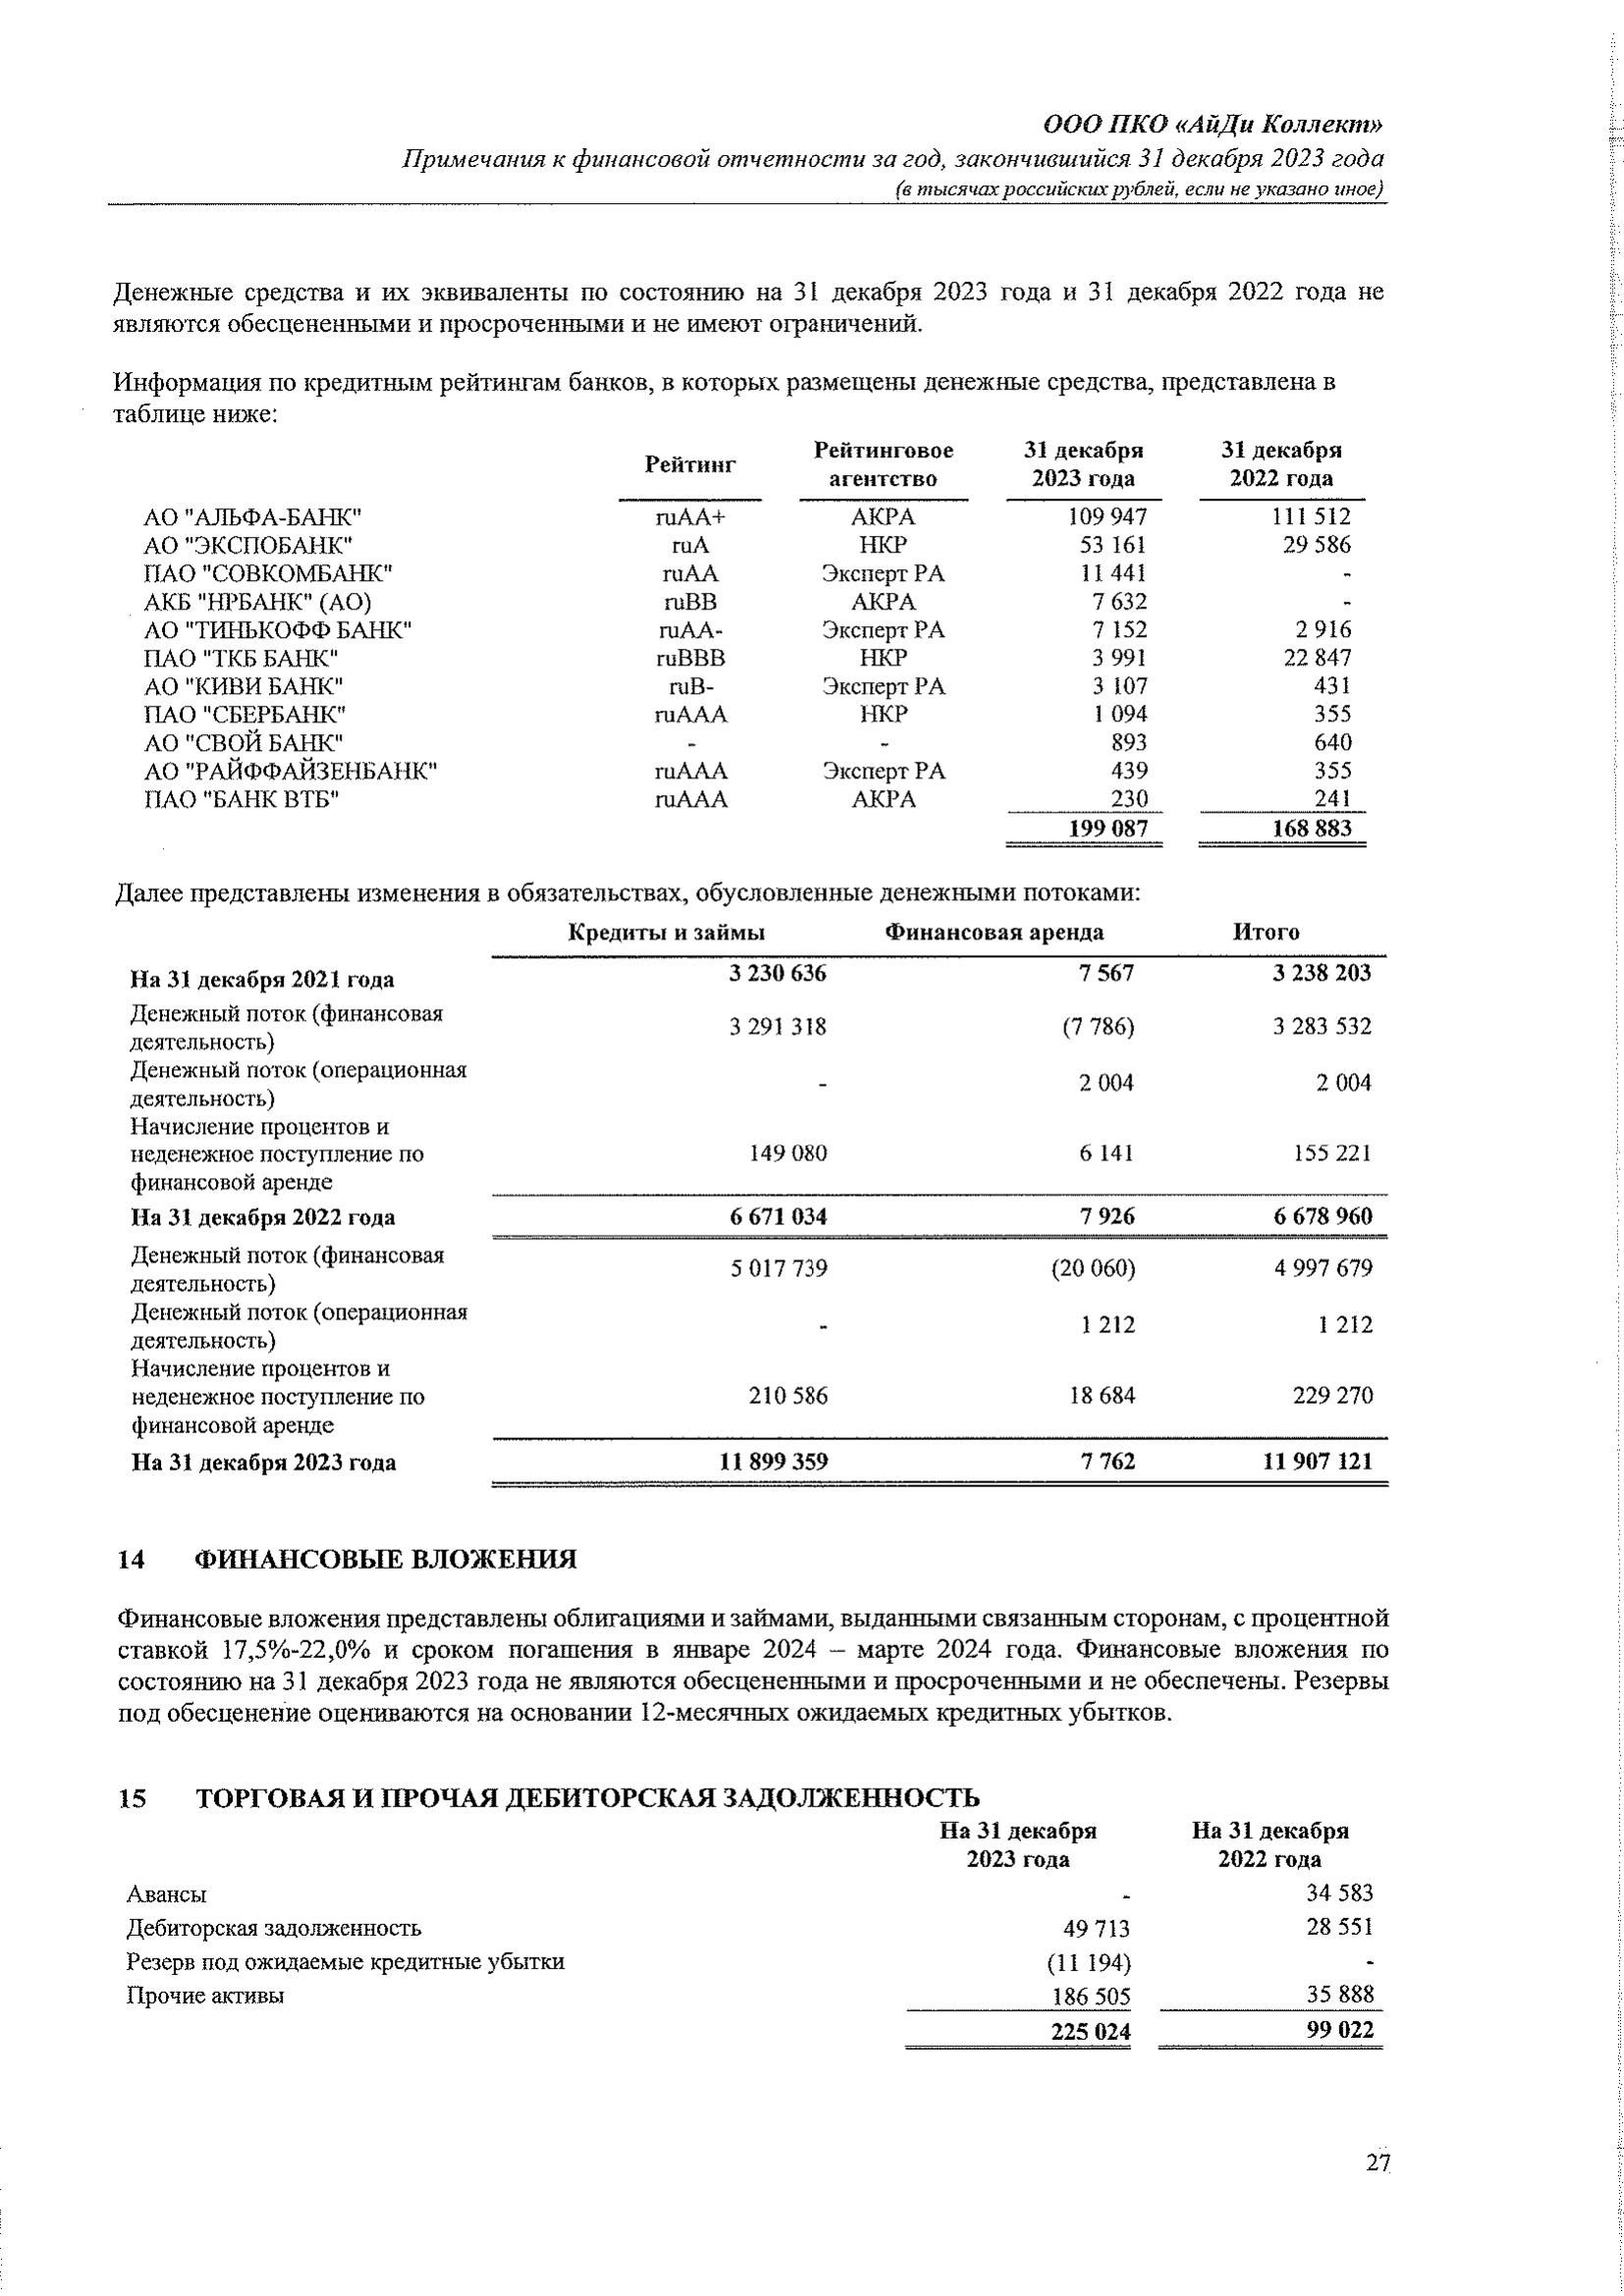 ООО ПКО «АйДи Коллект»
Примечания к финансовой отчетности за год, закончившийся 31 декабря 2023 года
(в тысячах российских рублей, если не указано иное)
Денежные средства и их эквиваленты по состоянию на 31 декабря 2023 года и 31 декабря 2022 года не
являются обесцененными и просроченными и не имеют ограничений.
Информация по кредитным рейтингам банков, в которых размещены денежные средства, представлена в
таблице ниже:
Рейтинг Рейтинговое агентство 31 декабря 2023 года 31 декабря 2022 года
АО "АЛЬФА-БАНК" ruAA+ АКРА 109 947 111 512
АО "ЭКСПОБАНК" ruA НКР 53 161 29 586
ПАО "СОВКОМБАНК" ruAA Эксперт РА 11 441 -
АКБ "НРБАНК" (АО) ruBB АКРА 7 632 -
АО "ТИНЬКОФФ БАНК" ruAA- Эксперт РА 7 152 2 916
ПАО "ТКБ БАНК" ruBBB НКР 3 991 22 847
АО "КИВИ БАНК" ruB- Эксперт РА 3 107 431
ПАО "СБЕРБАНК" ruAAA НКР 1 094 355
АО "СВОЙ БАНК" - - 893 640
АО "РАЙФФАЙЗЕНБАНК" ruAAA Эксперт РА 439 355
ПАО "БАНК ВТБ" ruAAA АКРА 230 241
199 087 168 883
Далее представлены изменения в обязательствах, обусловленные денежными потоками:
Кредиты и займы Финансовая аренда Итого
На 31 декабря 2021 года 3 230 636 7 567 3 238 203
Денежный поток (финансовая
деятельность) 3 291 318 (7 786) 3 283 532
Денежный поток (операционная
деятельность) - 2 004 2 004
Начисление процентов и
неденежное поступление по 149 080 6 141 155 221
финансовой аренде
На 31 декабря 2022 года 6 671 034 7 926 6 678 960
Денежный поток (финансовая
деятельность) 5 017 739 (20 060) 4 997 679
Денежный поток (операционная
деятельность) - 1 212 1 212
Начисление процентов и
неденежное поступление по 210 586 18 684 229 270
финансовой аренде
На 31 декабря 2023 года 11 899 359 7 762 11 907 121
14 ФИНАНСОВЫЕ ВЛОЖЕНИЯ
Финансовые вложения представлены облигациями и займами, выданными связанным сторонам, с процентной
ставкой 17,5%-22,0% и сроком погашения в январе 2024 – марте 2024 года. Финансовые вложения по
состоянию на 31 декабря 2023 года не являются обесцененными и просроченными и не обеспечены. Резервы
под обесценение оцениваются на основании 12-месячных ожидаемых кредитных убытков.
15 ТОРГОВАЯ И ПРОЧАЯ ДЕБИТОРСКАЯ ЗАДОЛЖЕННОСТЬ
На 31 декабря 2023 года На 31 декабря 2022 года
Авансы - 34 583
Дебиторская задолженность 49 713 28 551
Резерв под ожидаемые кредитные убытки (11 194) -
Прочие активы 186 505 35 888
225 024 99 022
27